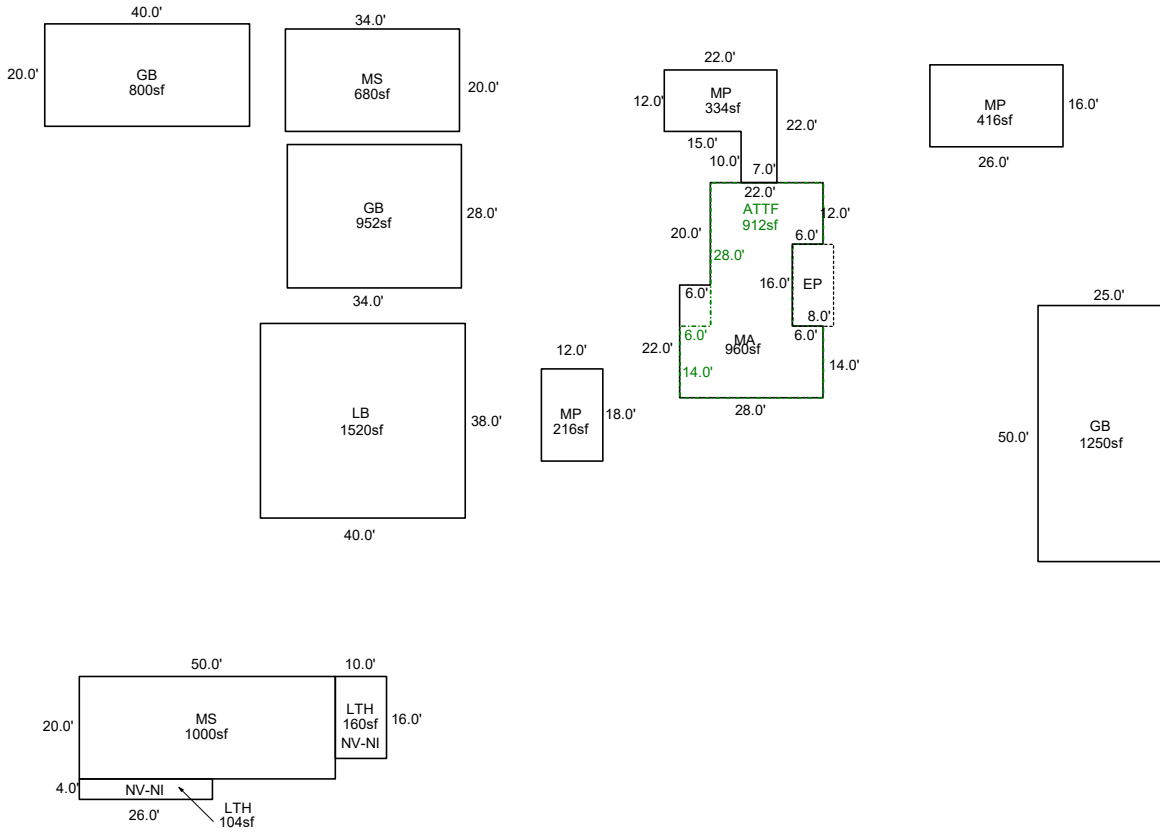 40.0'
20.0'
GB
800sf
34.0'
MS
680sf
20.0'
GB
952sf
28.0'
34.0'
LB
1520sf
38.0'
40.0'
12.0'
MP
216sf
18.0'
22.0'
12.0'
MP
334sf
22.0'
15.0'
10.0'
7.0'
22.0'
ATTF
912sf
12.0'
20.0'
28.0'
6.0'
16.0'
EP
8.0'
6.0'
6.0'
6.0'
22.0'
MA
960sf
14.0'
14.0'
28.0'
MP
416sf
16.0'
26.0'
25.0'
50.0'
GB
1250sf
50.0'
10.0'
20.0'
MS
1000sf
LTH
160sf
NV-NI
16.0'
4.0'
NV-NI
26.0'
LTH
104sf